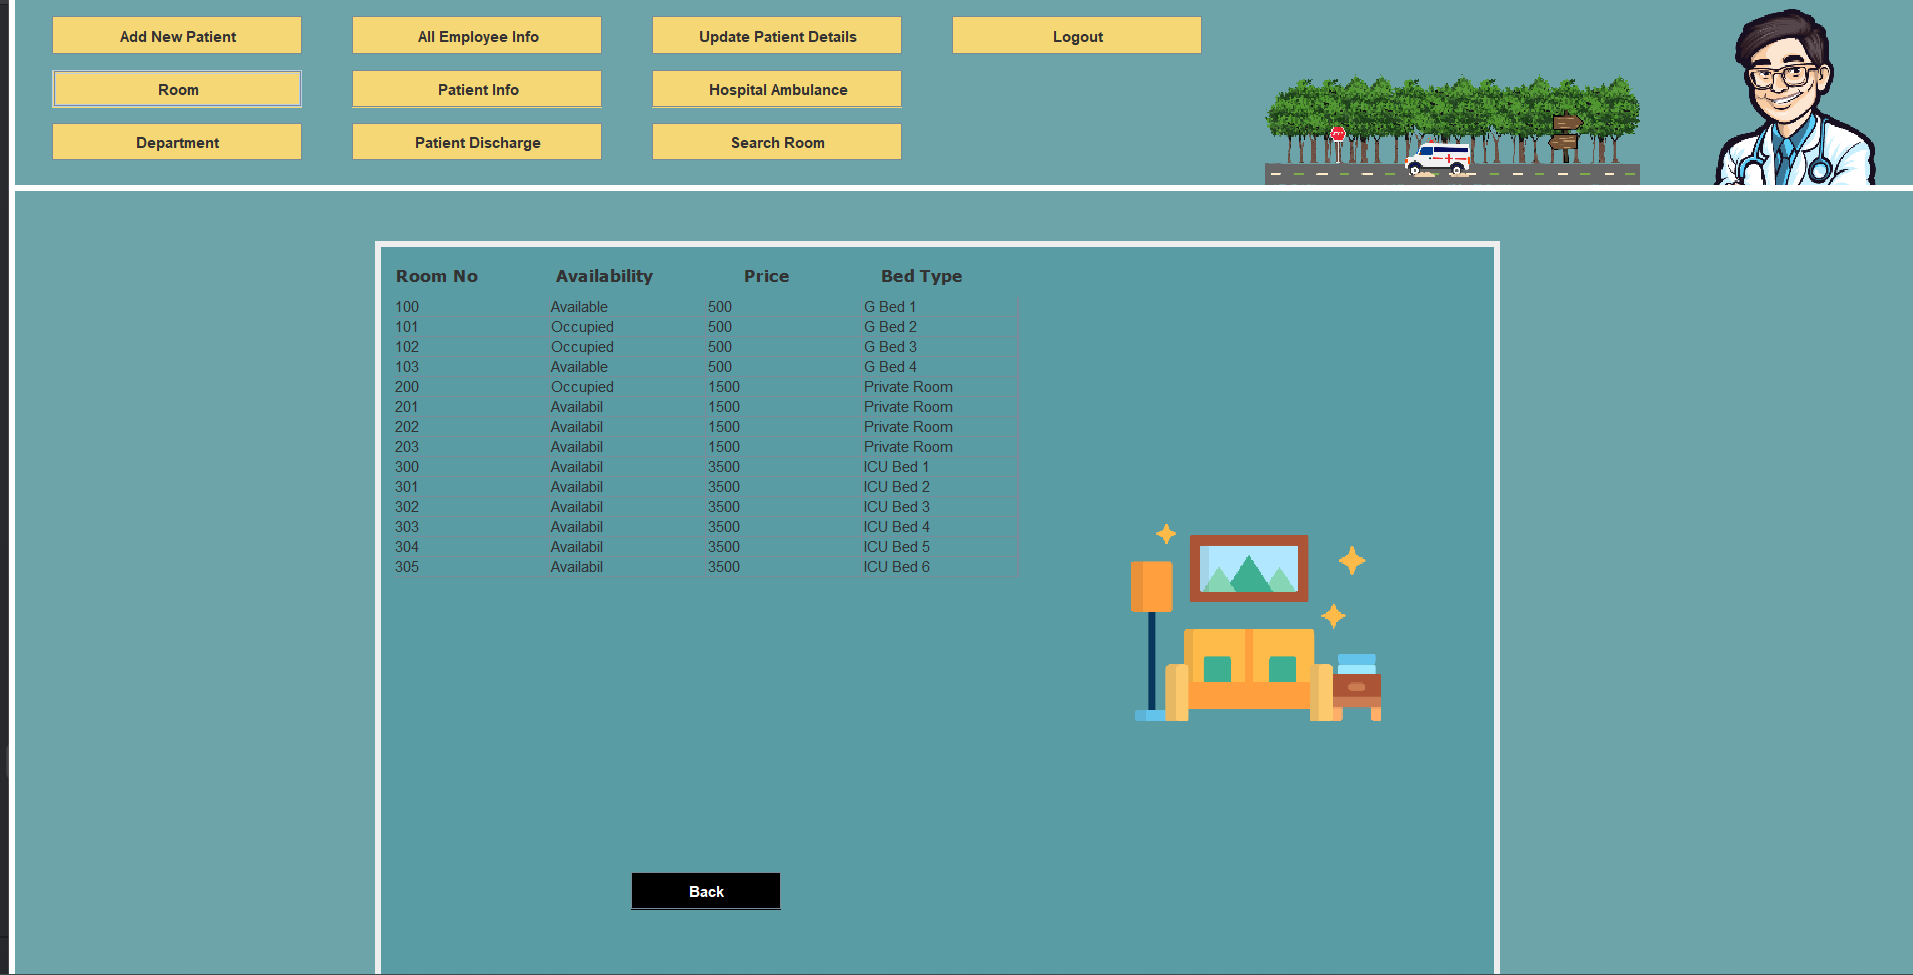 Add New Patient All Employee Info Update Patient Details Logout
Room Patient Info Hospital Ambulance
Department Patient Discharge Search Room
Room No Availability Price Bed Type
100 Available 500 G Bed 1
101 Occupied 500 G Bed 2
102 Occupied 500 G Bed 3
103 Available 500 G Bed 4
200 Occupied 1500 Private Room
201 Availabil 1500 Private Room
202 Availabil 1500 Private Room
203 Availabil 1500 Private Room
300 Availabil 3500 ICU Bed 1
301 Availabil 3500 ICU Bed 2
302 Availabil 3500 ICU Bed 3
303 Availabil 3500 ICU Bed 4
304 Availabil 3500 ICU Bed 5
305 Availabil 3500 ICU Bed 6
Back